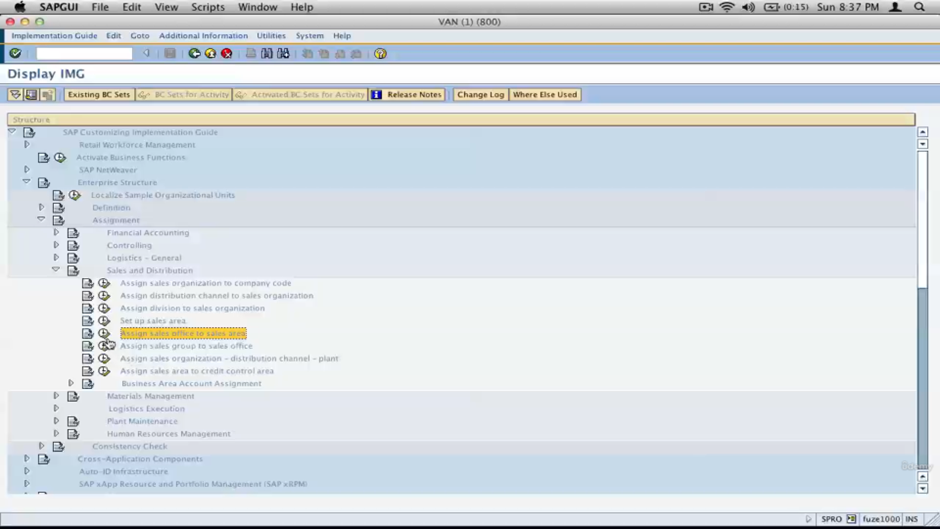 SAPGUI File Edit View Scripts Window Help (0:15) Sun 8:37 PM
VAN (1) (800)
Implementation Guide Edit Goto Additional Information Utilities System Help
Display IMG
Existing BC Sets BC Sets for Activity Activated BC Sets for Activity Release Notes Change Log Where Else Used
Structure
SAP Customizing Implementation Guide
Retail Workforce Management
Activate Business Functions
SAP NetWeaver
Enterprise Structure
Localize Sample Organizational Units
Definition
Assignment
Financial Accounting
Controlling
Logistics - General
Sales and Distribution
Assign sales organization to company code
Assign distribution channel to sales organization
Assign division to sales organization
Set up sales area
Assign sales office to sales area
Assign sales group to sales office
Assign sales organization - distribution channel - plant
Assign sales area to credit control area
Business Area Account Assignment
Materials Management
Logistics Execution
Plant Maintenance
Human Resources Management
Consistency Check
Cross-Application Components
Auto-ID Infrastructure
SAP xApp Resource and Portfolio Management (SAP xRPM)
Udemy
SPRO fuze1000 INS